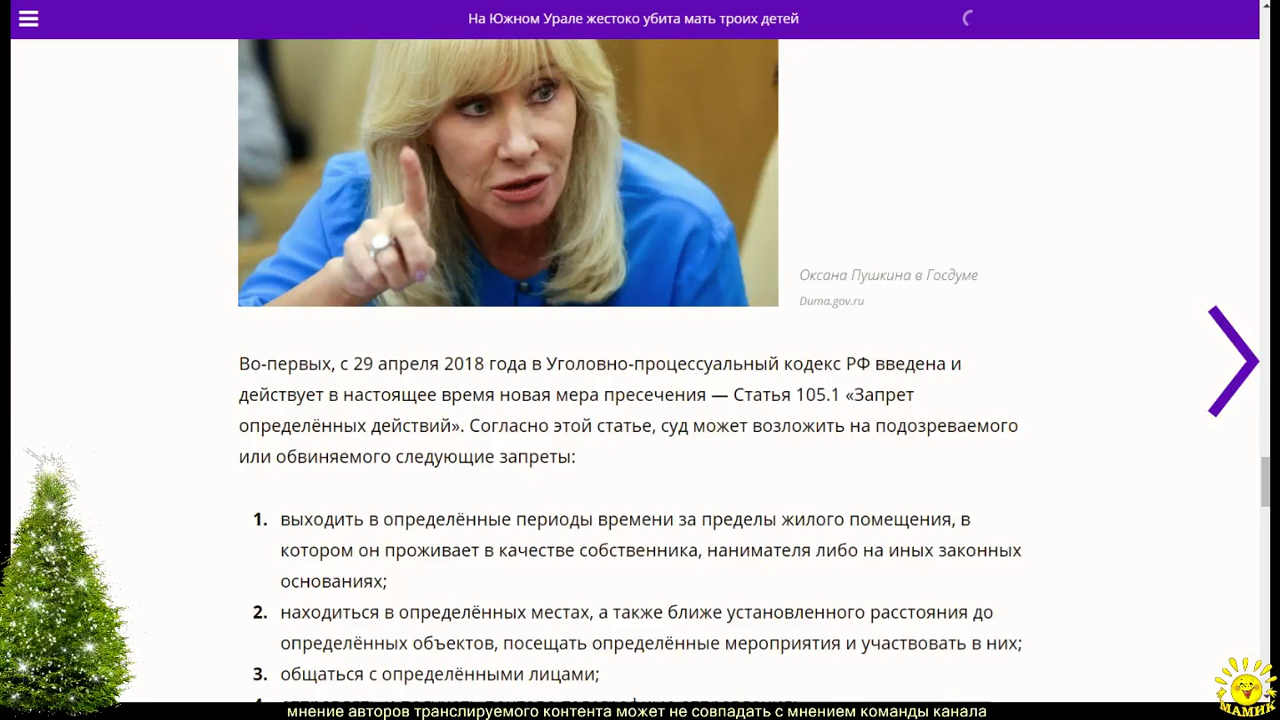 На Южном Урале жестоко убита мать троих детей
Оксана Пушкина в Госдуме
Duma.gov.ru
Во-первых, с 29 апреля 2018 года в Уголовно-процессуальный кодекс РФ введена и
действует в настоящее время новая мера пресечения — Статья 105.1 «Запрет
определённых действий». Согласно этой статье, суд может возложить на подозреваемого
или обвиняемого следующие запреты:
1. выходить в определённые периоды времени за пределы жилого помещения, в
котором он проживает в качестве собственника, нанимателя либо на иных законных
основаниях;
2. находиться в определённых местах, а также ближе установленного расстояния до
определённых объектов, посещать определённые мероприятия и участвовать в них;
3. общаться с определёнными лицами;
МАМИК
мнение авторов транслируемого контента может не совпадать с мнением команды канала